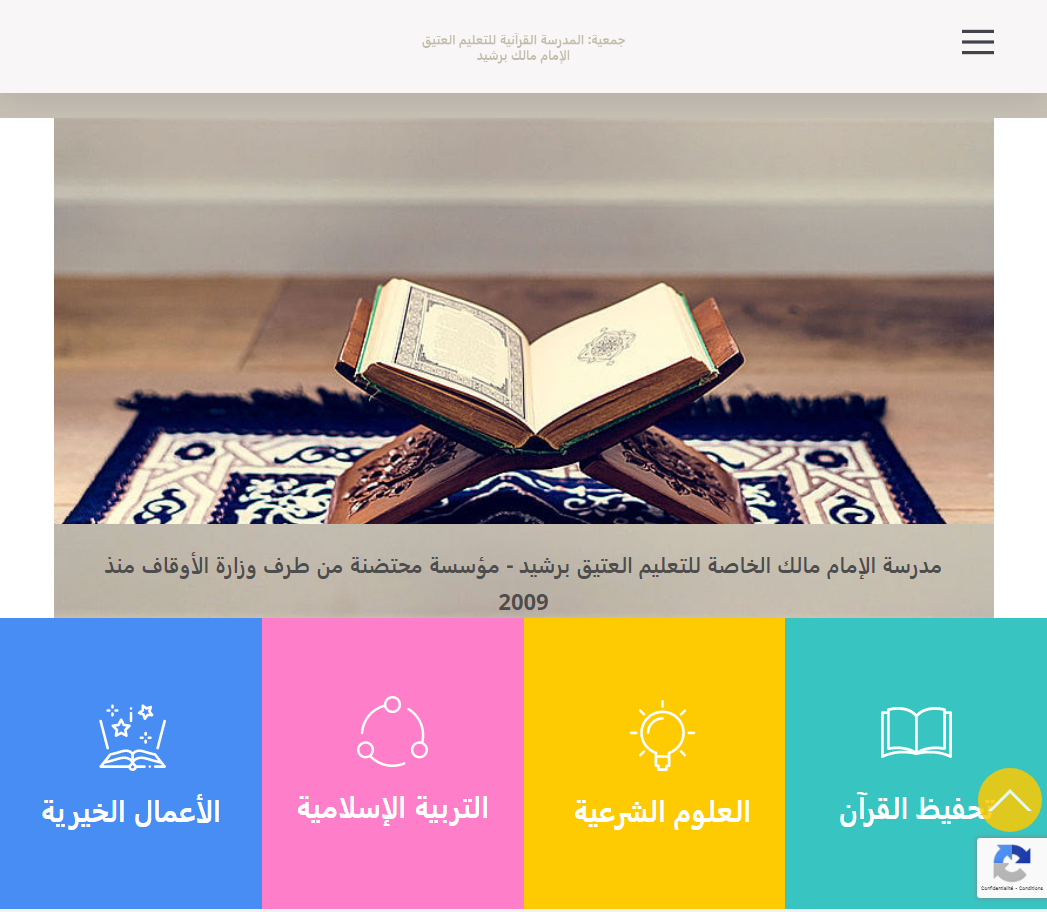 جمعية: المدرسة القرآنية للتعليم العتيق
الإمام مالك برشيد
مدرسة الإمام مالك الخاصة للتعليم العتيق برشيد - مؤسسة محتضنة من طرف وزارة الأوقاف منذ
2009
تحفيظ القرآن
العلوم الشرعية
التربية الإسلامية
الأعمال الخيرية
Confidentialité - Conditions